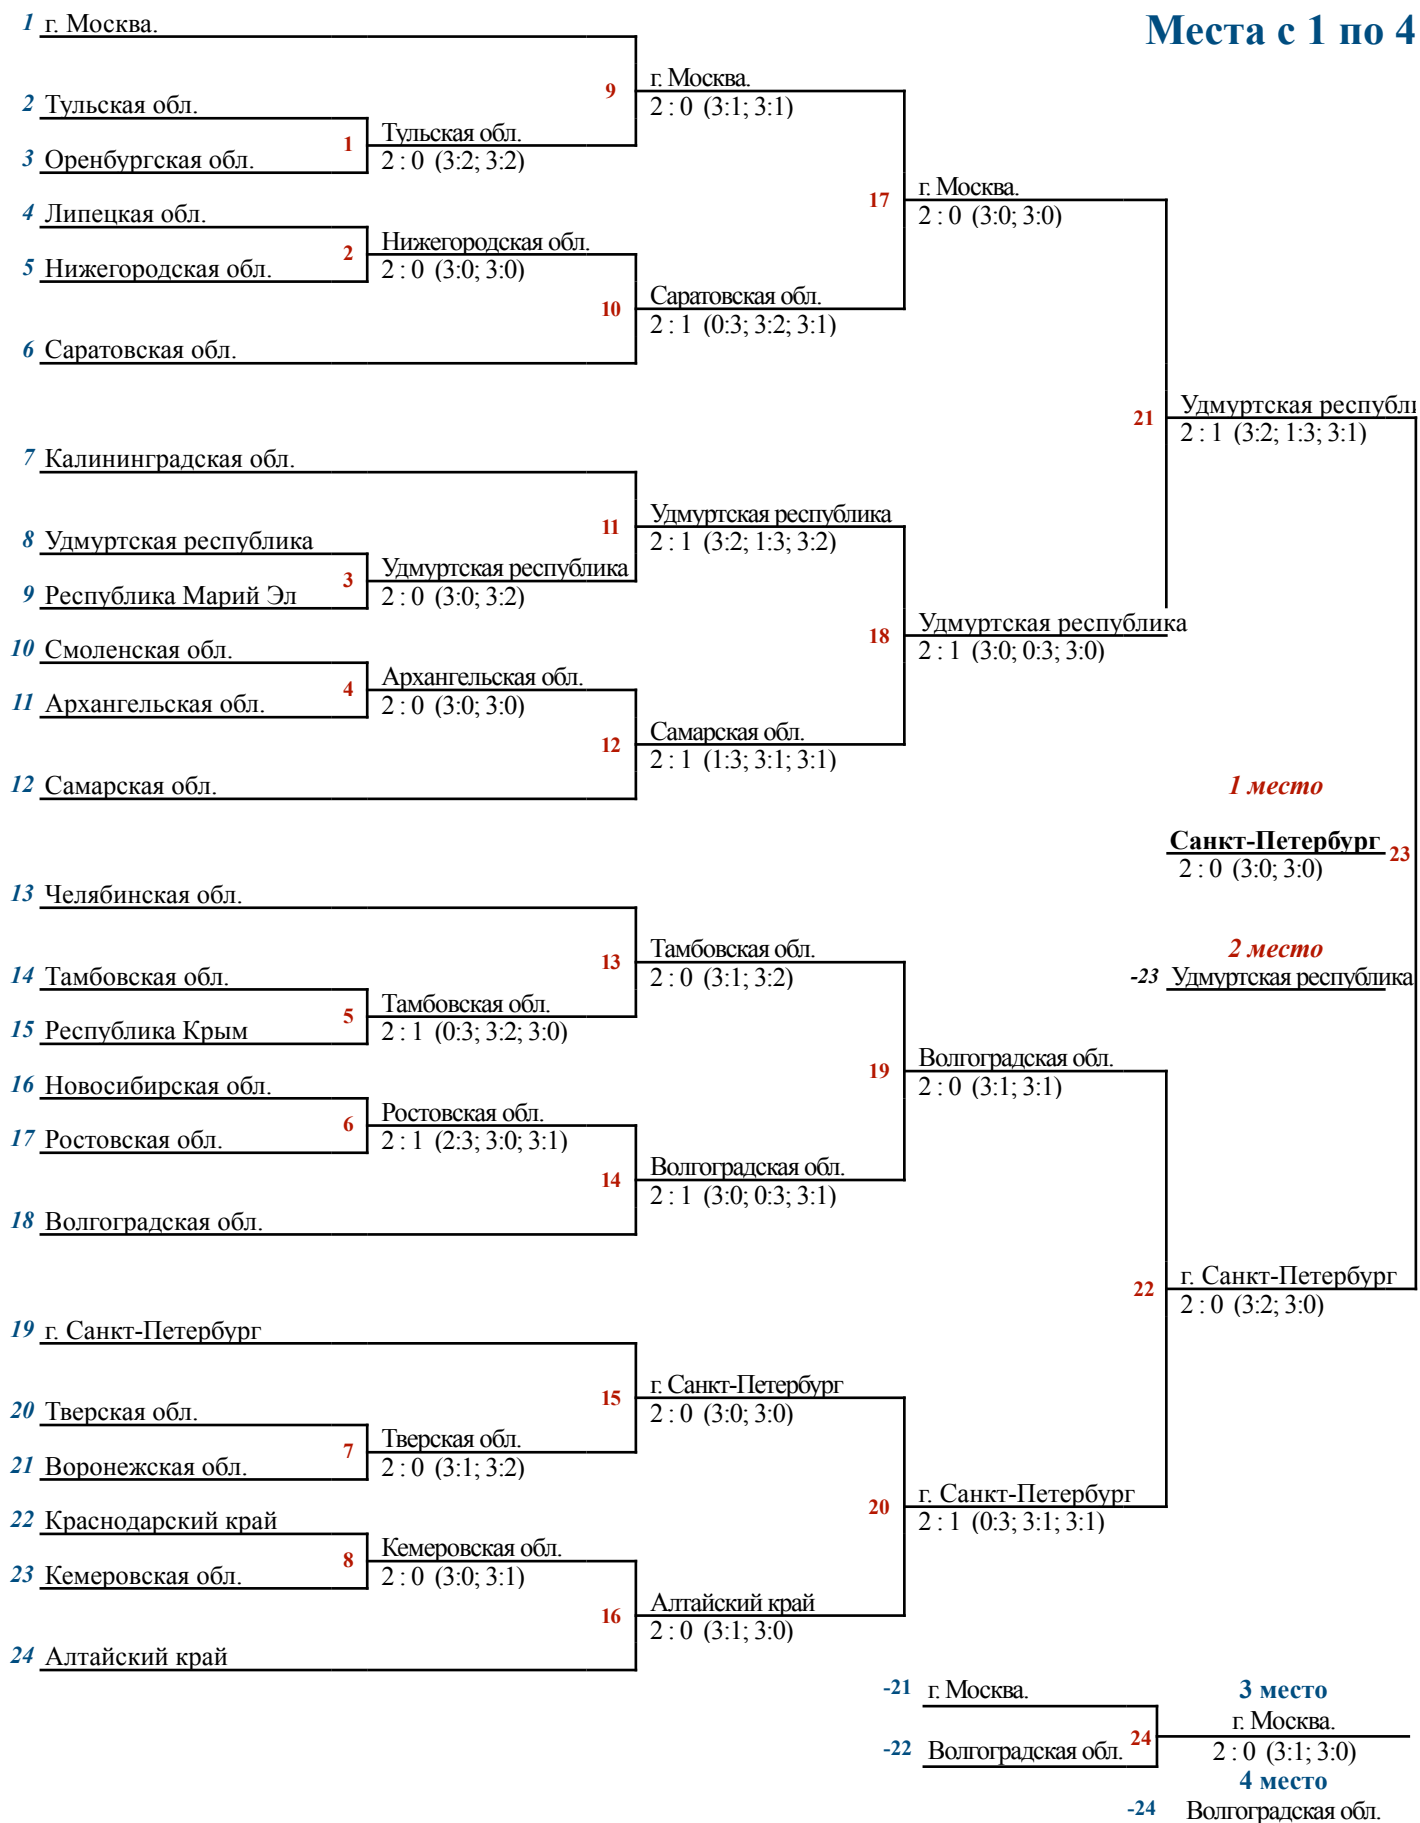 Места с 1 по 4
1 г. Москва.
г. Москва.
9
2 : 0 (3:1; 3:1)
2 Тульская обл.
Тульская обл.
1
2 : 0 (3:2; 3:2)
3 Оренбургская обл.
г. Москва.
17
2 : 0 (3:0; 3:0)
4 Липецкая обл.
Нижегородская обл.
2
2 : 0 (3:0; 3:0)
5 Нижегородская обл.
Саратовская обл.
10
2 : 1 (0:3; 3:2; 3:1)
6 Саратовская обл.
Удмуртская республи
21
2 : 1 (3:2; 1:3; 3:1)
7 Калининградская обл.
Удмуртская республика
11
2 : 1 (3:2; 1:3; 3:2)
8 Удмуртская республика
Удмуртская республика
3
2 : 0 (3:0; 3:2)
9 Республика Марий Эл
Удмуртская республика
18
2 : 1 (3:0; 0:3; 3:0)
10 Смоленская обл.
Архангельская обл.
4
2 : 0 (3:0; 3:0)
11 Архангельская обл.
Самарская обл.
12
2 : 1 (1:3; 3:1; 3:1)
12 Самарская обл.
1 место
Санкт-Петербург
23
2 : 0 (3:0; 3:0)
13 Челябинская обл.
2 место
-23 Удмуртская республика
Тамбовская обл.
13
2 : 0 (3:1; 3:2)
14 Тамбовская обл.
Тамбовская обл.
5
2 : 1 (0:3; 3:2; 3:0)
15 Республика Крым
Волгоградская обл.
19
2 : 0 (3:1; 3:1)
16 Новосибирская обл.
Ростовская обл.
6
2 : 1 (2:3; 3:0; 3:1)
17 Ростовская обл.
Волгоградская обл.
14
2 : 1 (3:0; 0:3; 3:1)
18 Волгоградская обл.
г. Санкт-Петербург
22
2 : 0 (3:2; 3:0)
19 г. Санкт-Петербург
г. Санкт-Петербург
15
2 : 0 (3:0; 3:0)
20 Тверская обл.
Тверская обл.
7
2 : 0 (3:1; 3:2)
21 Воронежская обл.
г. Санкт-Петербург
20
2 : 1 (0:3; 3:1; 3:1)
22 Краснодарский край
Кемеровская обл.
8
2 : 0 (3:0; 3:1)
23 Кемеровская обл.
Алтайский край
16
2 : 0 (3:1; 3:0)
24 Алтайский край
-21 г. Москва.
3 место
г. Москва.
24
-22 Волгоградская обл.
2 : 0 (3:1; 3:0)
4 место
-24 Волгоградская обл.